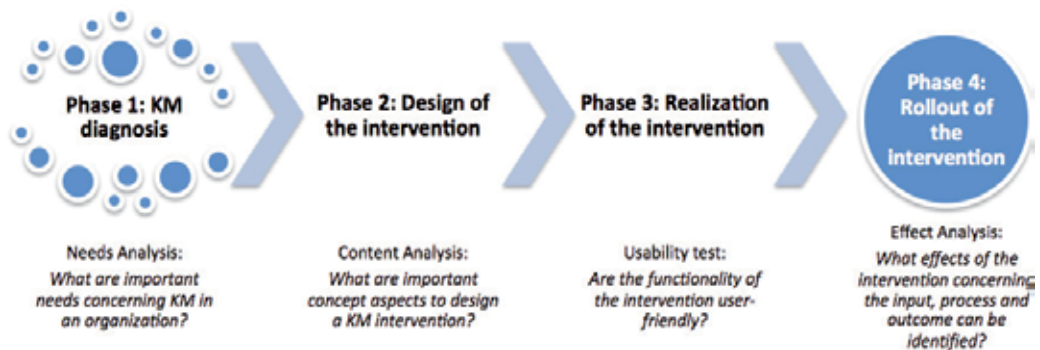 Phase 1: KM
diagnosis
Needs Analysis:
What are important
needs concerning KM in
an organization?
Phase 2: Design of
the intervention
Content Analysis:
What are important
concept aspects to design
a KM intervention?
Phase 3: Realization
of the intervention
Usability test:
Are the functionality of
the intervention user-
friendly?
Phase 4:
Rollout of
the
intervention
Effect Analysis:
What effects of the
intervention concerning
the input, process and
outcome can be
identified?